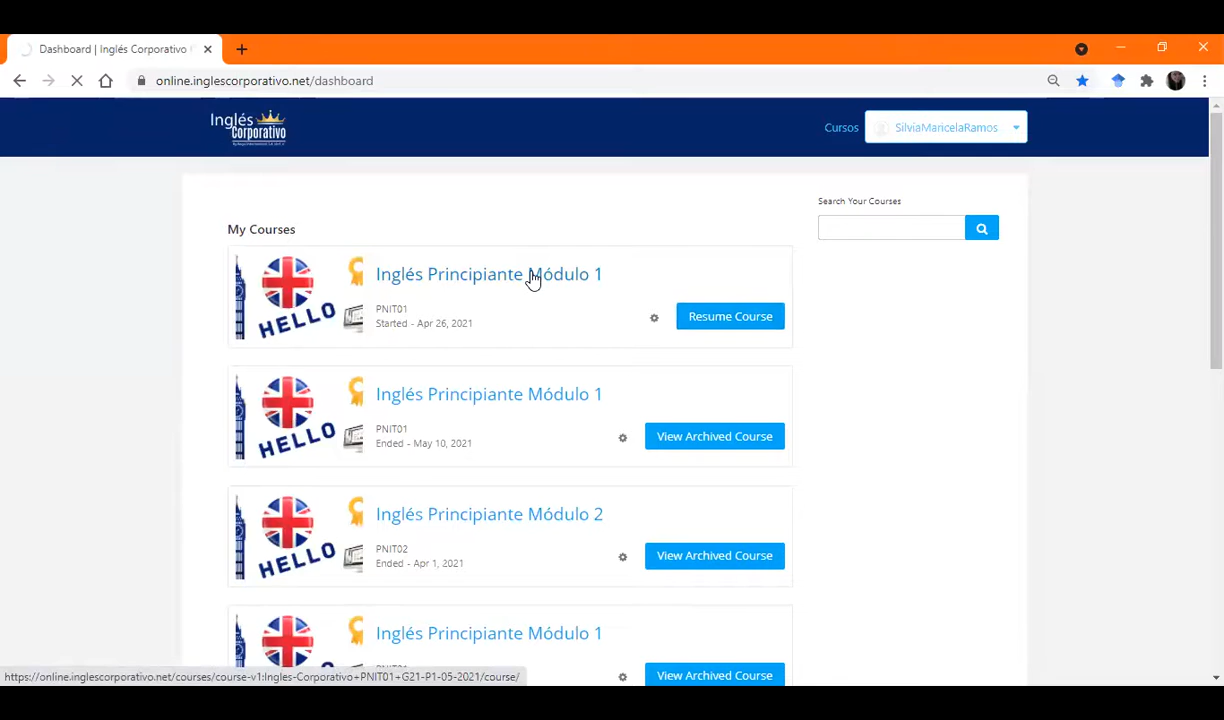 Dashboard | Inglés Corporativo
online.inglescorporativo.net/dashboard
Inglés
Corporativo
Cursos
SilviaMaricelaRamos
Search Your Courses
My Courses
Inglés Principiante Módulo 1
HELLO
PNIT01
Started - Apr 26, 2021
Resume Course
Inglés Principiante Módulo 1
HELLO
PNIT01
Ended - May 10, 2021
View Archived Course
Inglés Principiante Módulo 2
HELLO
PNIT02
Ended - Apr 1, 2021
View Archived Course
Inglés Principiante Módulo 1
View Archived Course
https://online.inglescorporativo.net/courses/course-v1:Ingles-Corporativo+PNIT01+G21-P1-05-2021/course/